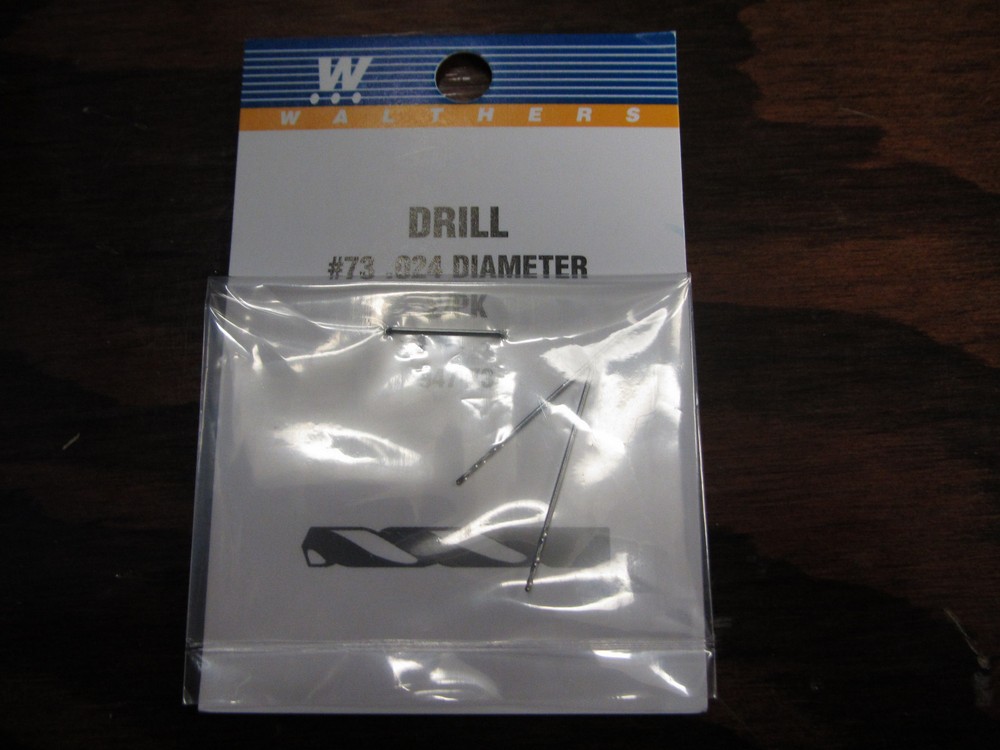 W
WALTHERS
DRILL
#73 .024 DIAMETER